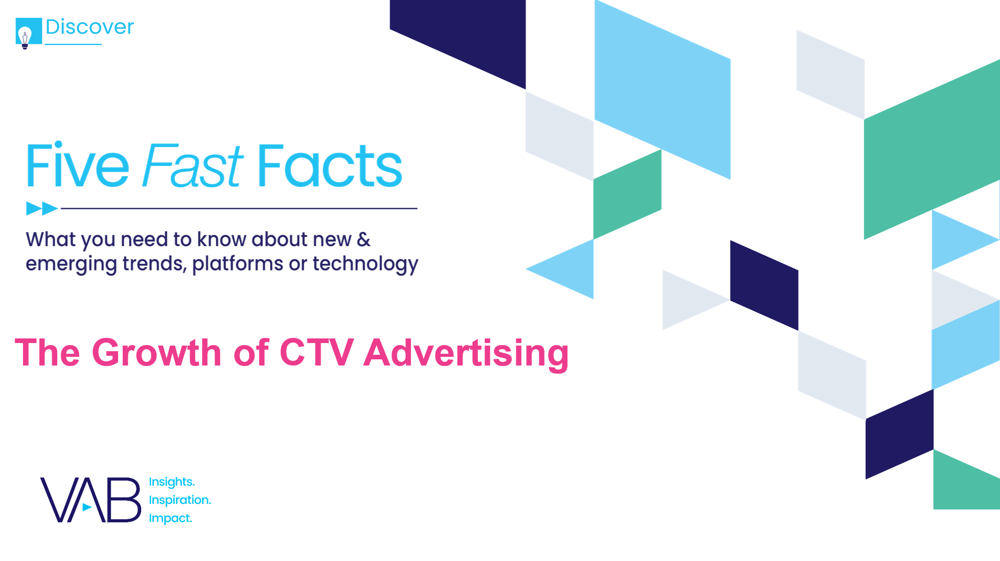 Discover
Five Fast Facts
What you need to know about new &
emerging trends, platforms or technology
The Growth of CTV Advertising
VAB
Insights.
Inspiration.
Impact.